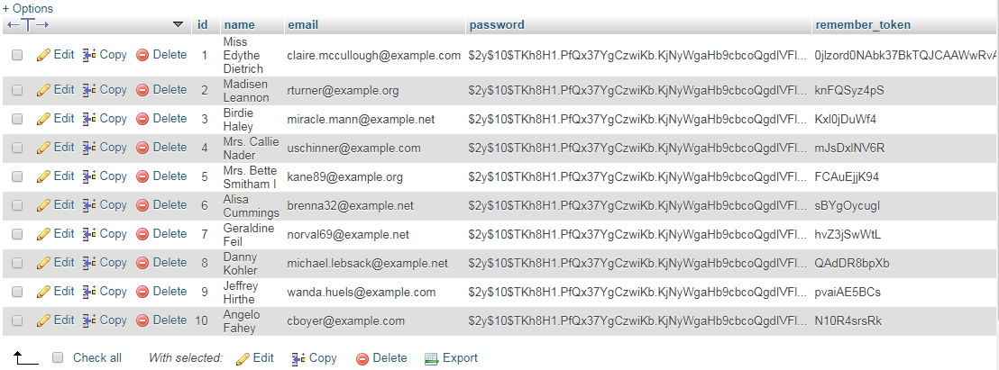 + Options
id name email password remember_token
Edit Copy Delete 1 Miss Edythe Dietrich claire.mccullough@example.com $2y$10$TKh8H1.PfQx37YgCzwiKb.KjNyWgaHb9cbcoQgdIVFl... 0jlzord0NAbk37BkTQJCAAWwRvA
Edit Copy Delete 2 Madisen Leannon rturner@example.org $2y$10$TKh8H1.PfQx37YgCzwiKb.KjNyWgaHb9cbcoQgdIVFl... knFQSyz4pS
Edit Copy Delete 3 Birdie Haley miracle.mann@example.net $2y$10$TKh8H1.PfQx37YgCzwiKb.KjNyWgaHb9cbcoQgdIVFl... Kxl0jDuWf4
Edit Copy Delete 4 Mrs. Callie Nader uschinner@example.com $2y$10$TKh8H1.PfQx37YgCzwiKb.KjNyWgaHb9cbcoQgdIVFl... mJsDxlNV6R
Edit Copy Delete 5 Mrs. Bette Smitham I kane89@example.org $2y$10$TKh8H1.PfQx37YgCzwiKb.KjNyWgaHb9cbcoQgdIVFl... FCAuEjjK94
Edit Copy Delete 6 Alisa Cummings brenna32@example.net $2y$10$TKh8H1.PfQx37YgCzwiKb.KjNyWgaHb9cbcoQgdIVFl... sBYgOycugI
Edit Copy Delete 7 Geraldine Feil norval69@example.net $2y$10$TKh8H1.PfQx37YgCzwiKb.KjNyWgaHb9cbcoQgdIVFl... hvZ3jSwWtL
Edit Copy Delete 8 Danny Kohler michael.lebsack@example.net $2y$10$TKh8H1.PfQx37YgCzwiKb.KjNyWgaHb9cbcoQgdIVFl... QAdDR8bpXb
Edit Copy Delete 9 Jeffrey Hirthe wanda.huels@example.com $2y$10$TKh8H1.PfQx37YgCzwiKb.KjNyWgaHb9cbcoQgdIVFl... pvaiAE5BCs
Edit Copy Delete 10 Angelo Fahey cboyer@example.com $2y$10$TKh8H1.PfQx37YgCzwiKb.KjNyWgaHb9cbcoQgdIVFl... N10R4srsRk
Check all With selected: Edit Copy Delete Export